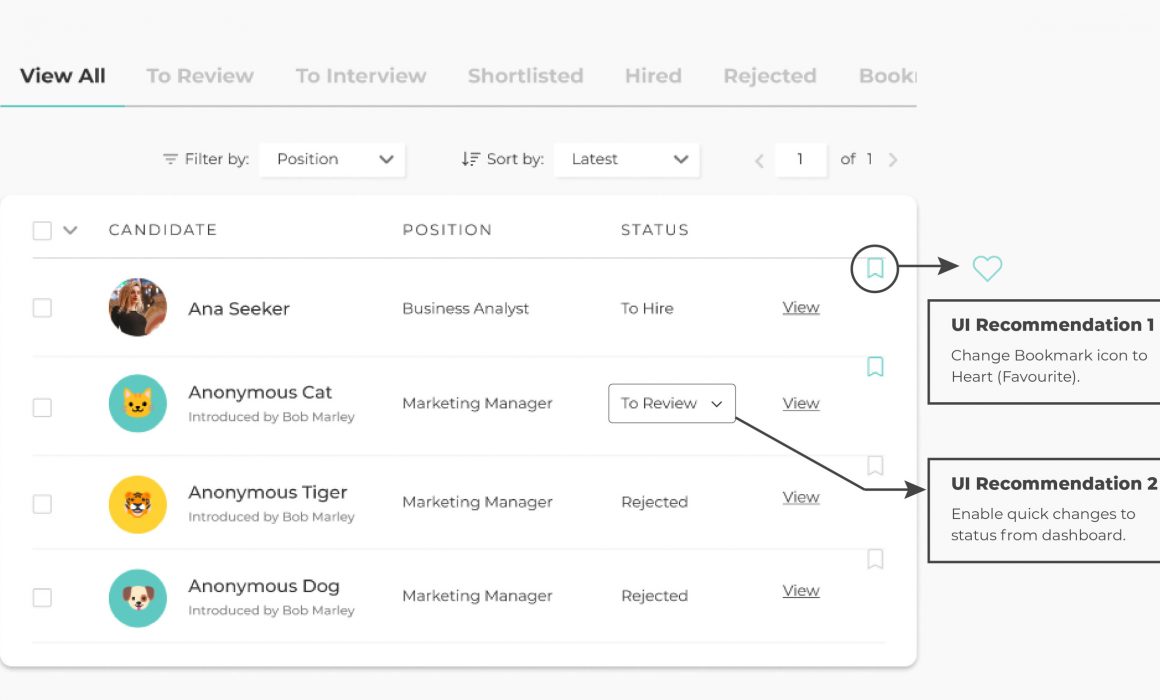 View All To Review To Interview Shortlisted Hired Rejected
Filter by: Position Sort by: Latest 1 of 1
CANDIDATE POSITION STATUS
Ana Seeker Business Analyst To Hire View
Anonymous Cat
Introduced by Bob Marley
Marketing Manager To Review View
Anonymous Tiger
Introduced by Bob Marley
Marketing Manager Rejected View
Anonymous Dog
Introduced by Bob Marley
Marketing Manager Rejected View
UI Recommendation 1
Change Bookmark icon to
Heart (Favourite).
UI Recommendation 2
Enable quick changes to
status from dashboard.